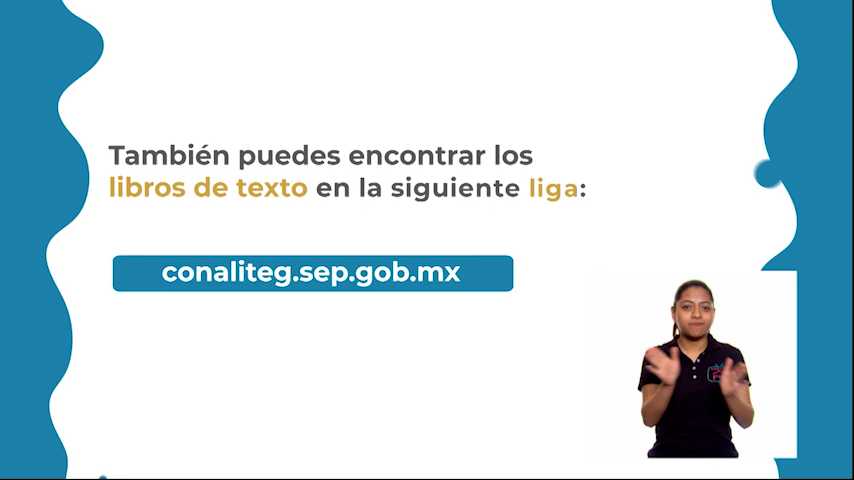 También puedes encontrar los
libros de texto en la siguiente liga:
conaliteg.sep.gob.mx